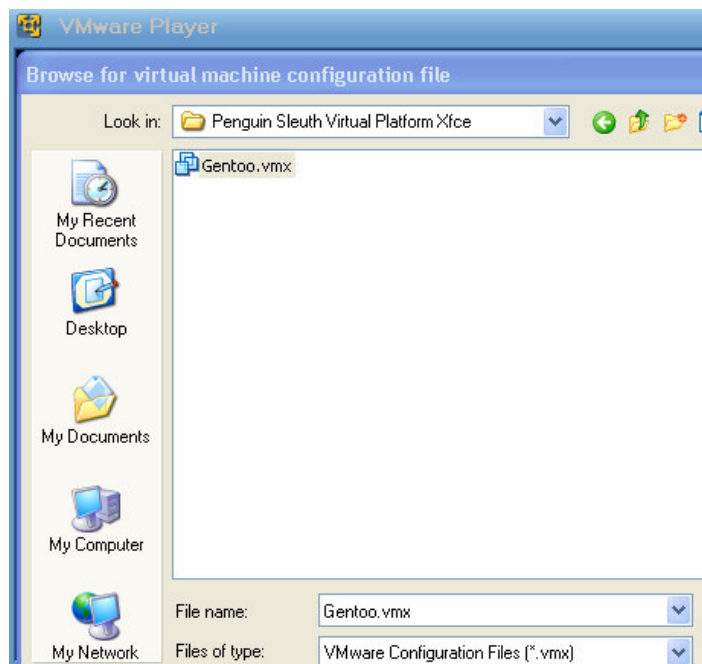 VMware Player
Browse for virtual machine configuration file
Look in: Penguin Sleuth Virtual Platform Xfce
Gentoo.vmx
My Recent
Documents
Desktop
My Documents
My Computer
My Network
File name: Gentoo.vmx
Files of type: VMware Configuration Files (*.vmx)